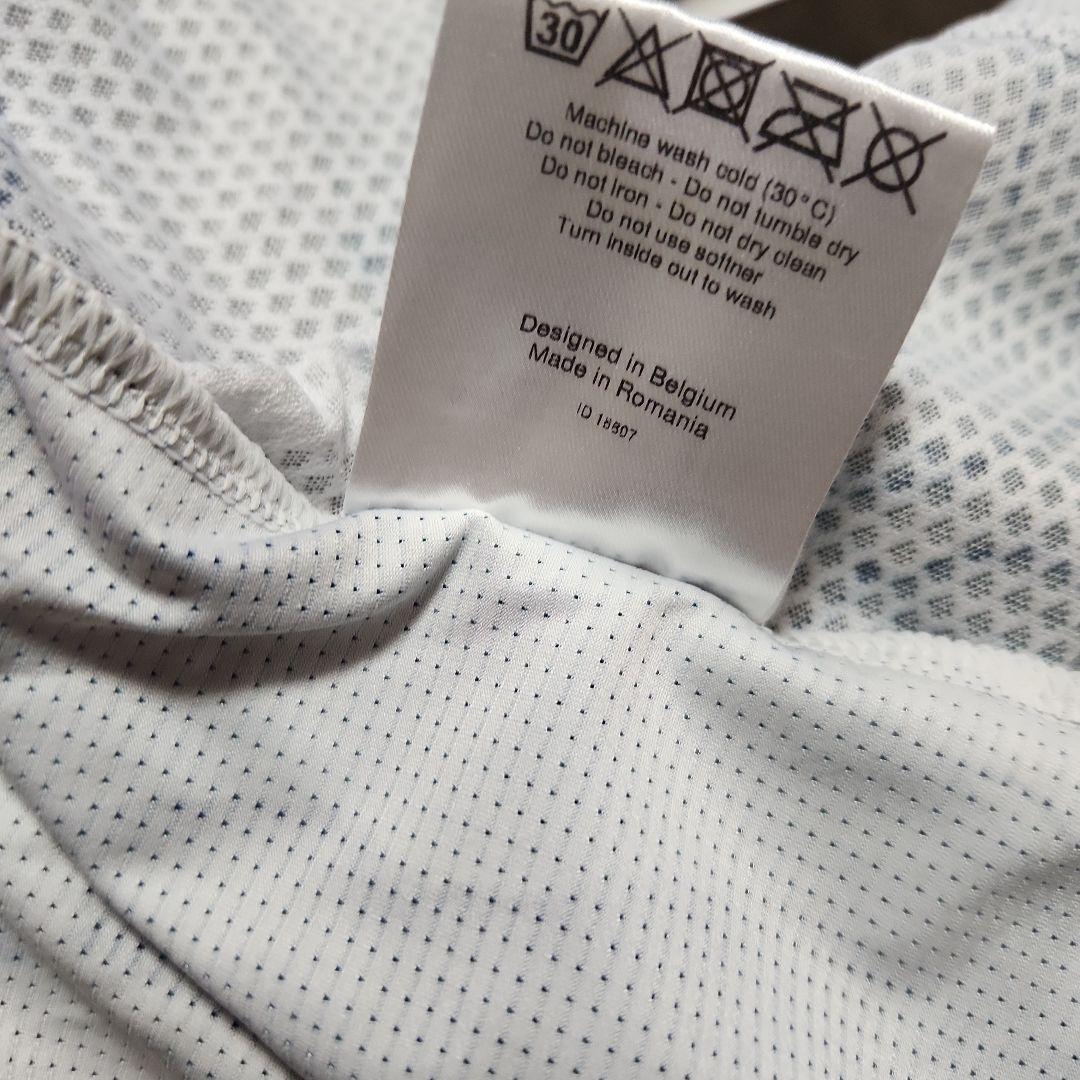 30
Machine wash cold (30°C)
Do not bleach - Do not tumble dry
Do not iron - Do not dry clean
Do not use softner
Turn inside out to wash
Designed in Belgium
Made in Romania
ID 18807